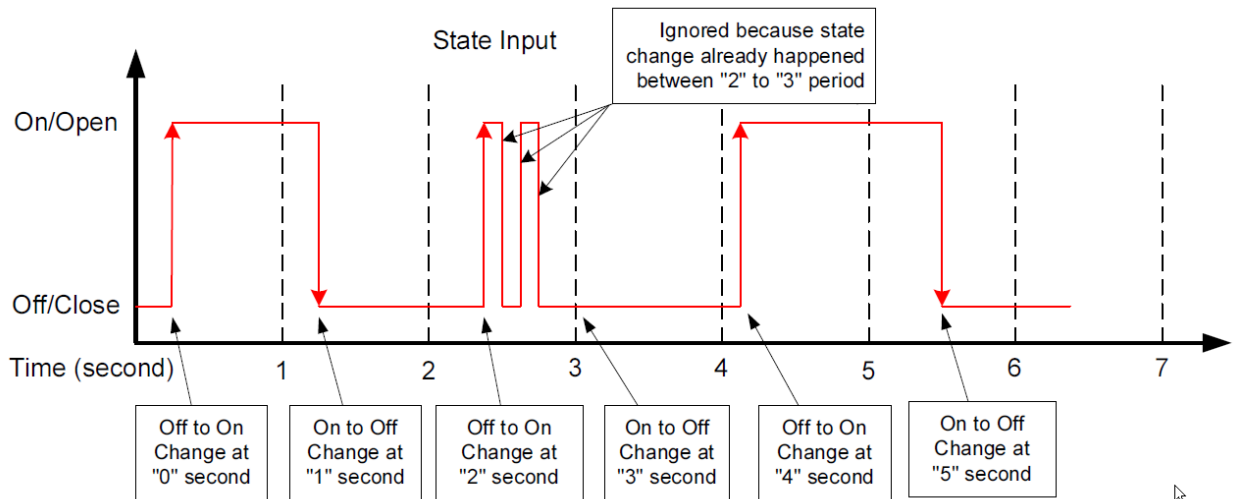 State Input
Ignored because state
change already happened
between "2" to "3" period
On/Open
Off/Close
Time (second)
1
2
3
4
5
6
7
Off to On
Change at
"0" second
On to Off
Change at
"1" second
Off to On
Change at
"2" second
On to Off
Change at
"3" second
Off to On
Change at
"4" second
On to Off
Change at
"5" second